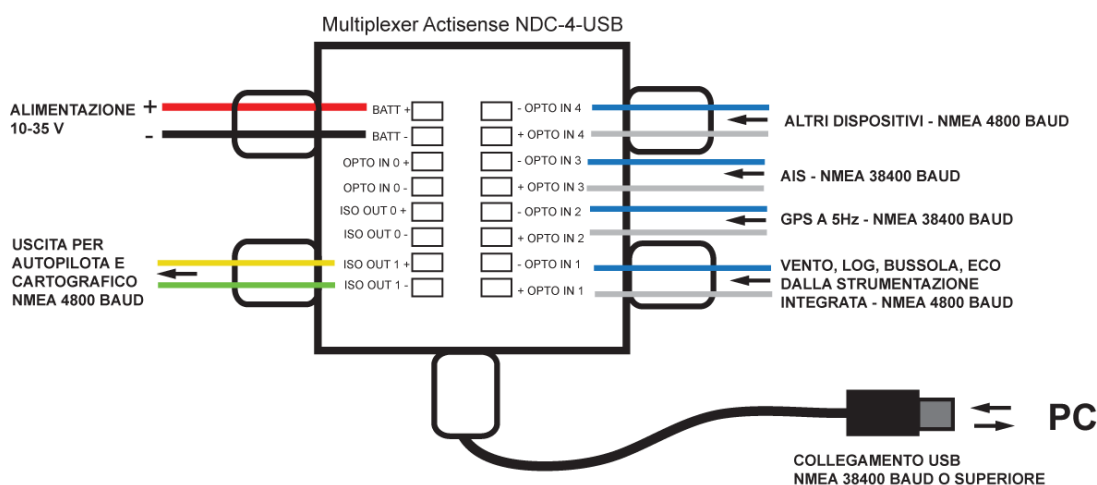 Multiplexer Actisense NDC-4-USB
ALIMENTAZIONE +
10-35 V -
BATT +
BATT -
OPTO IN 0 +
OPTO IN 0 -
ISO OUT 0 +
ISO OUT 0 -
ISO OUT 1 +
ISO OUT 1 -
USCITA PER
AUTOPILOTA E
CARTOGRAFICO
NMEA 4800 BAUD
- OPTO IN 4
+ OPTO IN 4
- OPTO IN 3
+ OPTO IN 3
- OPTO IN 2
+ OPTO IN 2
- OPTO IN 1
+ OPTO IN 1
ALTRI DISPOSITIVI - NMEA 4800 BAUD
AIS - NMEA 38400 BAUD
GPS A 5Hz - NMEA 38400 BAUD
VENTO, LOG, BUSSOLA, ECO
DALLA STRUMENTAZIONE
INTEGRATA - NMEA 4800 BAUD
PC
COLLEGAMENTO USB
NMEA 38400 BAUD O SUPERIORE